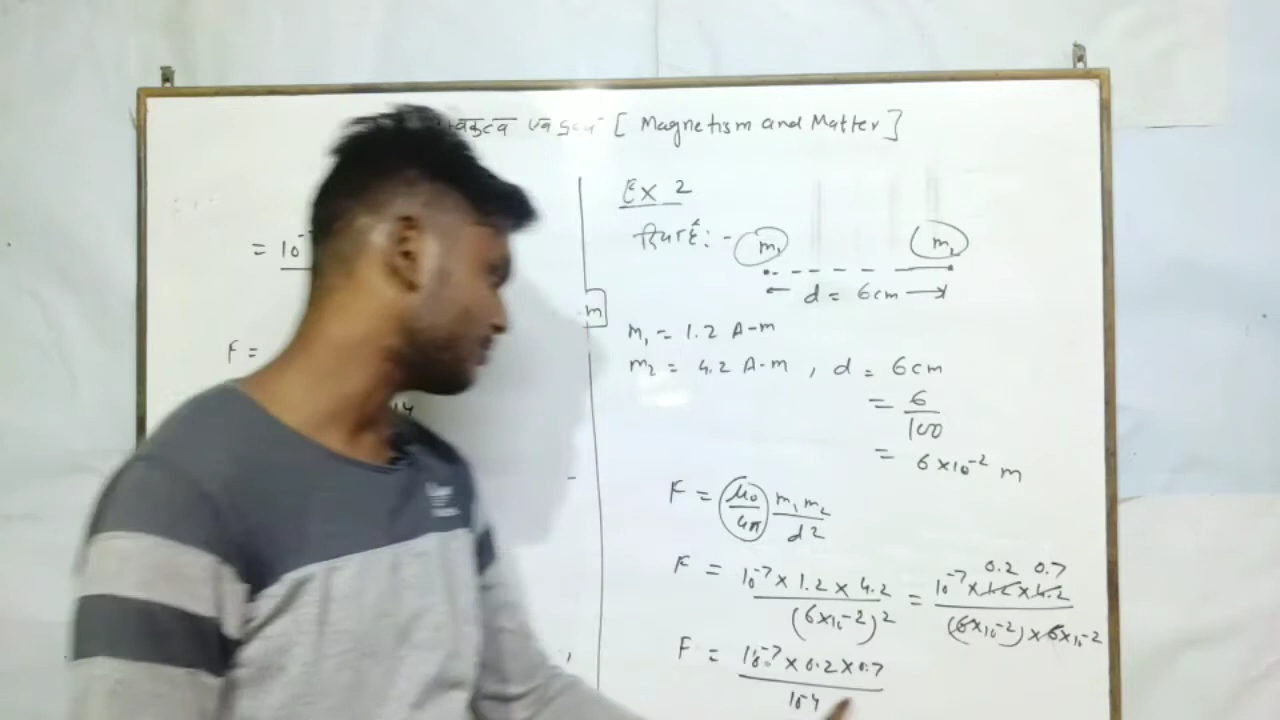 [ Magnetism and Matter ]
= 10⁻⁷
F =
m
Ex 2
m₁ m₂
d = 6cm
m₁ = 1.2 A-m
m₂ = 4.2 A-m , d = 6cm
= 6/100
= 6×10⁻² m
F = μ₀/4π m₁m₂/d²
F = 10⁻⁷ × 1.2 × 4.2 / (6×10⁻²)² = 10⁻⁷ × 1.2 × 4.2 / (6×10⁻²) × 6×10⁻²
0.2 0.7
F = 10⁻⁷ × 0.2 × 0.7 / 10⁻⁴